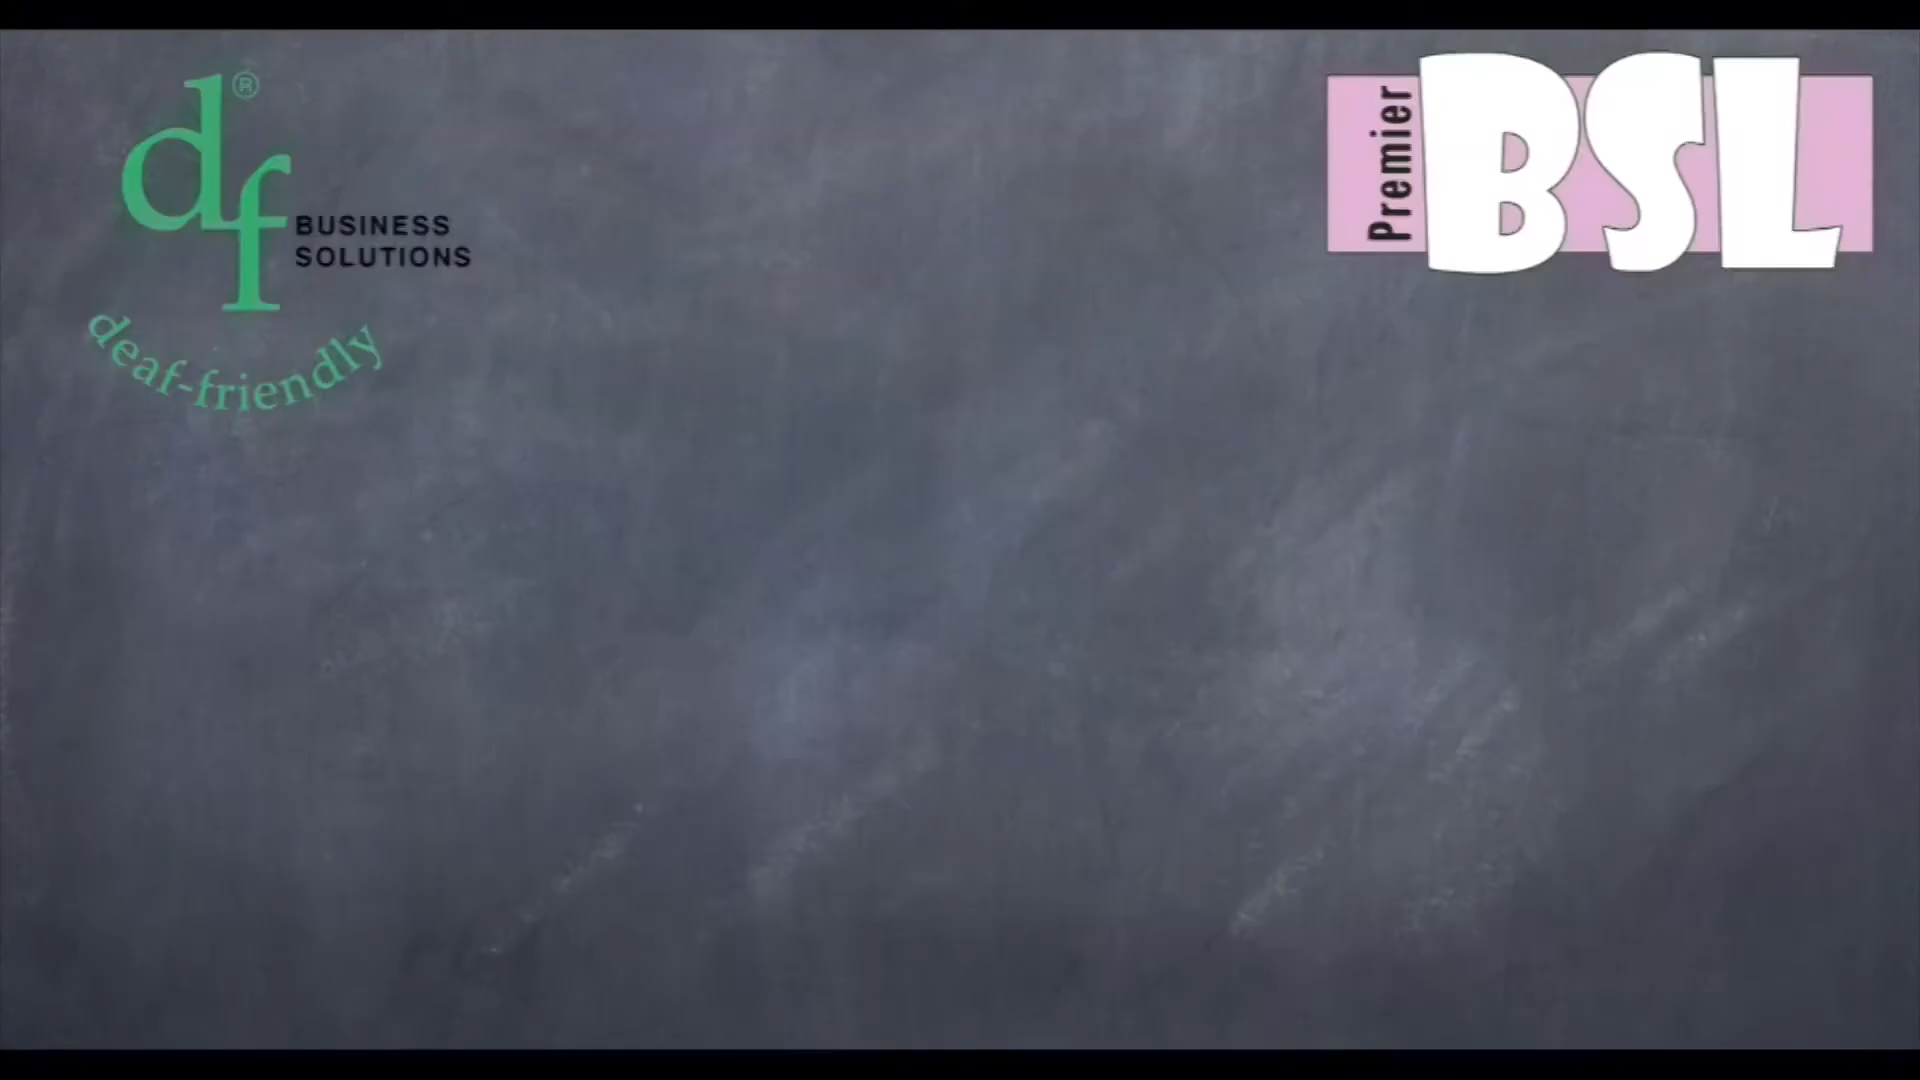 df®
BUSINESS
SOLUTIONS
deaf-friendly
Premier
BSL